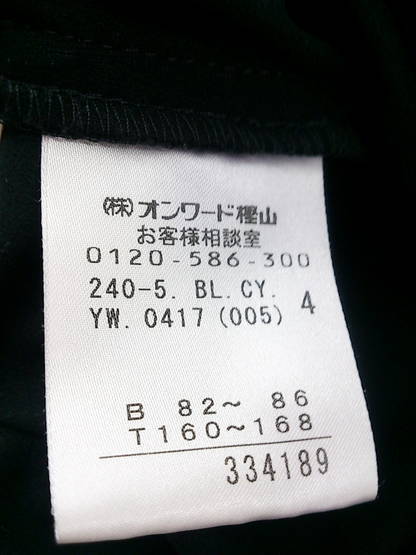 (株)オンワード樫山
お客様相談室
0120-586-300
240-5. BL.CY. 4
YW. 0417 (005)
B 82～ 86
T160～168
334189